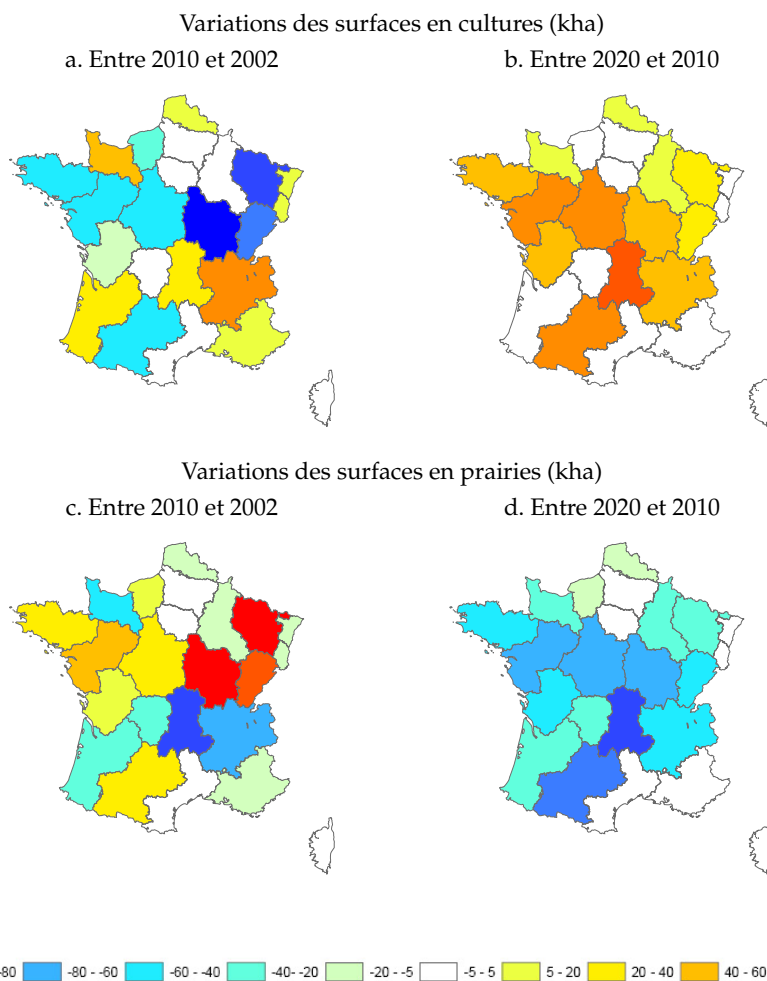 Variations des surfaces en cultures (kha)
a. Entre 2010 et 2002 b. Entre 2020 et 2010
Variations des surfaces en prairies (kha)
c. Entre 2010 et 2002 d. Entre 2020 et 2010
80 -80 - -60 -60 - -40 -40- -20 -20 - -5 -5 - 5 5 - 20 20 - 40 40 - 60